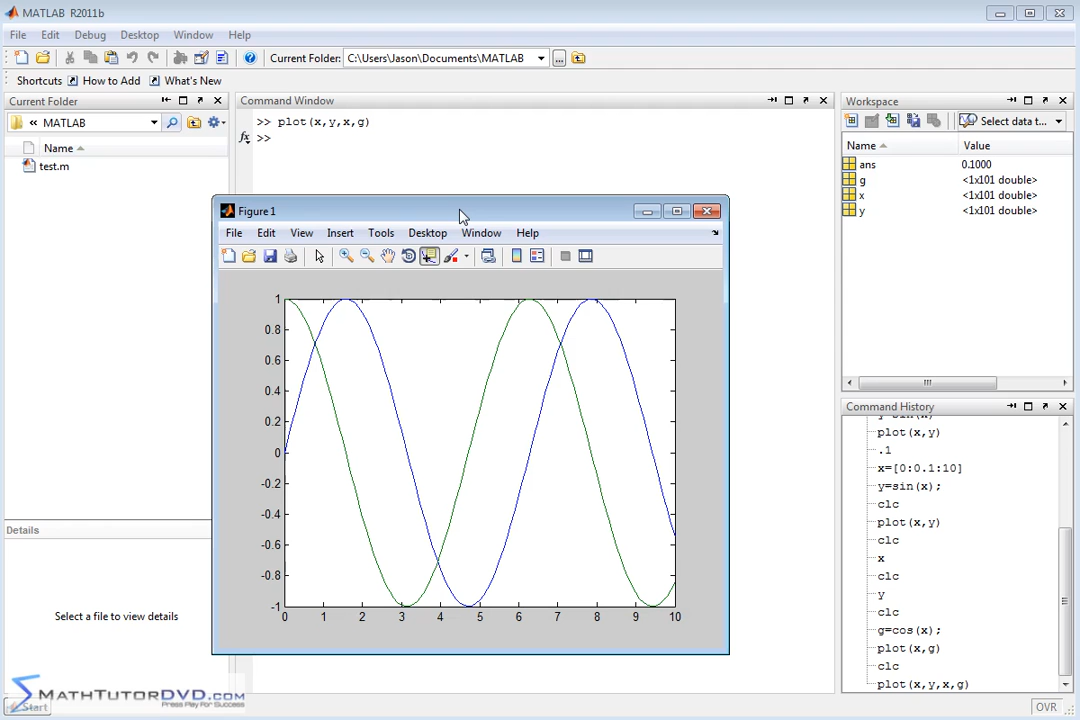 MATLAB R2011b
File Edit Debug Desktop Window Help
Current Folder: C:\Users\Jason\Documents\MATLAB ...
Shortcuts How to Add What's New
Current Folder
« MATLAB
Name
test.m
Details
Select a file to view details
Start
MATHTUTORDVD.COM
Press Play For Success
Command Window
>> plot(x,y,x,g)
fx >>
Figure 1
File Edit View Insert Tools Desktop Window Help
1
0.8
0.6
0.4
0.2
0
-0.2
-0.4
-0.6
-0.8
-1
0 1 2 3 4 5 6 7 8 9 10
Workspace
Select data t...
Name Value
ans 0.1000
g <1x101 double>
x <1x101 double>
y <1x101 double>
Command History
plot(x,y)
.1
x=[0:0.1:10]
y=sin(x);
clc
plot(x,y)
clc
x
clc
y
clc
g=cos(x);
plot(x,g)
clc
plot(x,y,x,g)
OVR